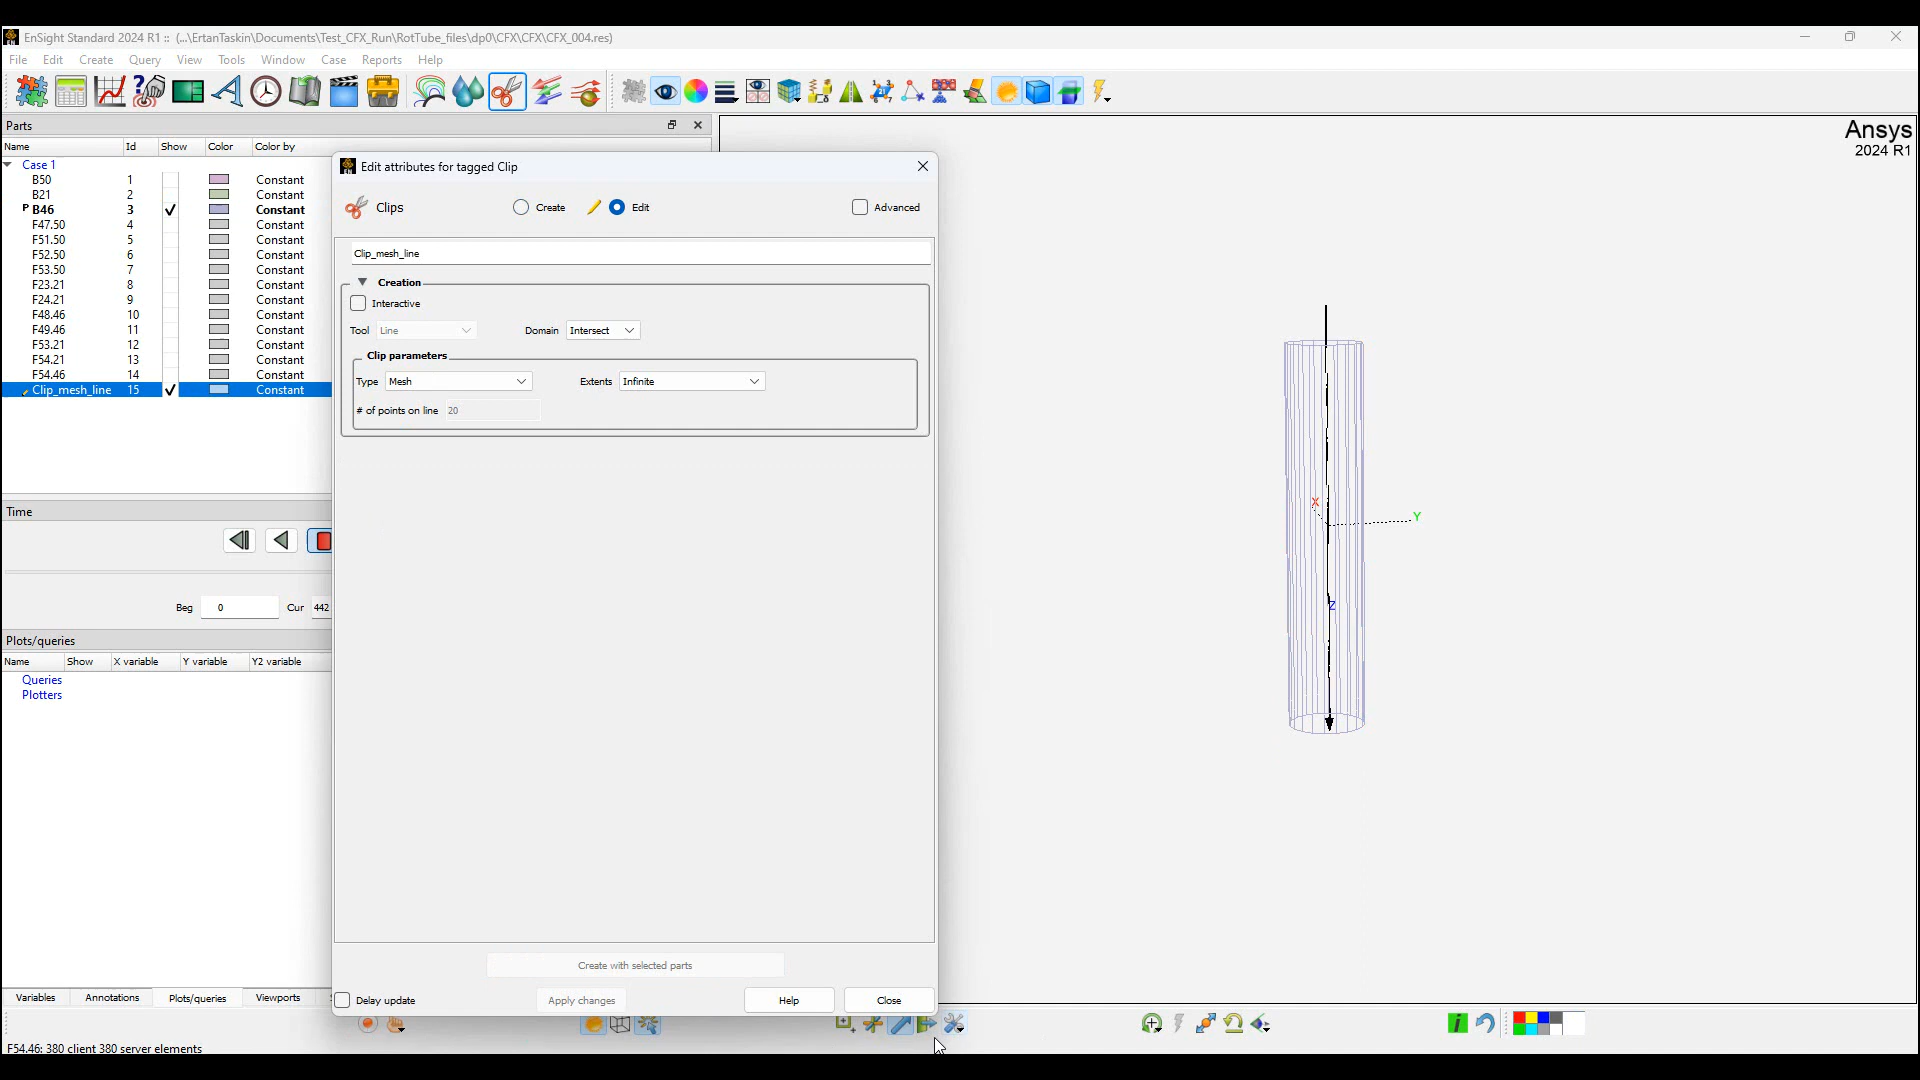 EnSight Standard 2024 R1 :: (...\ErtanTaskin\Documents\Test_CFX_Run\RotTube_files\dp0\CFX\CFX\CFX_004.res)
File Edit Create Query View Tools Window Case Reports Help
Parts
Name Id Show Color Color by
Case 1
B50 1 Constant
B21 2 Constant
P B46 3 Constant
F47.50 4 Constant
F51.50 5 Constant
F52.50 6 Constant
F53.50 7 Constant
F23.21 8 Constant
F24.21 9 Constant
F48.46 10 Constant
F49.46 11 Constant
F53.21 12 Constant
F54.21 13 Constant
F54.46 14 Constant
Clip_mesh_line 15 Constant
Time
Beg 0 Cur 442
Plots/queries
Name Show X variable Y variable Y2 variable
Queries
Plotters
Variables Annotations Plots/queries Viewports
F54.46: 380 client 380 server elements
Edit attributes for tagged Clip
Clips Create Edit Advanced
Clip_mesh_line
Creation
Interactive
Tool Line Domain Intersect
Clip parameters
Type Mesh Extents Infinite
# of points on line 20
Create with selected parts
Delay update Apply changes Help Close
Ansys
2024 R1
X
Y
Z